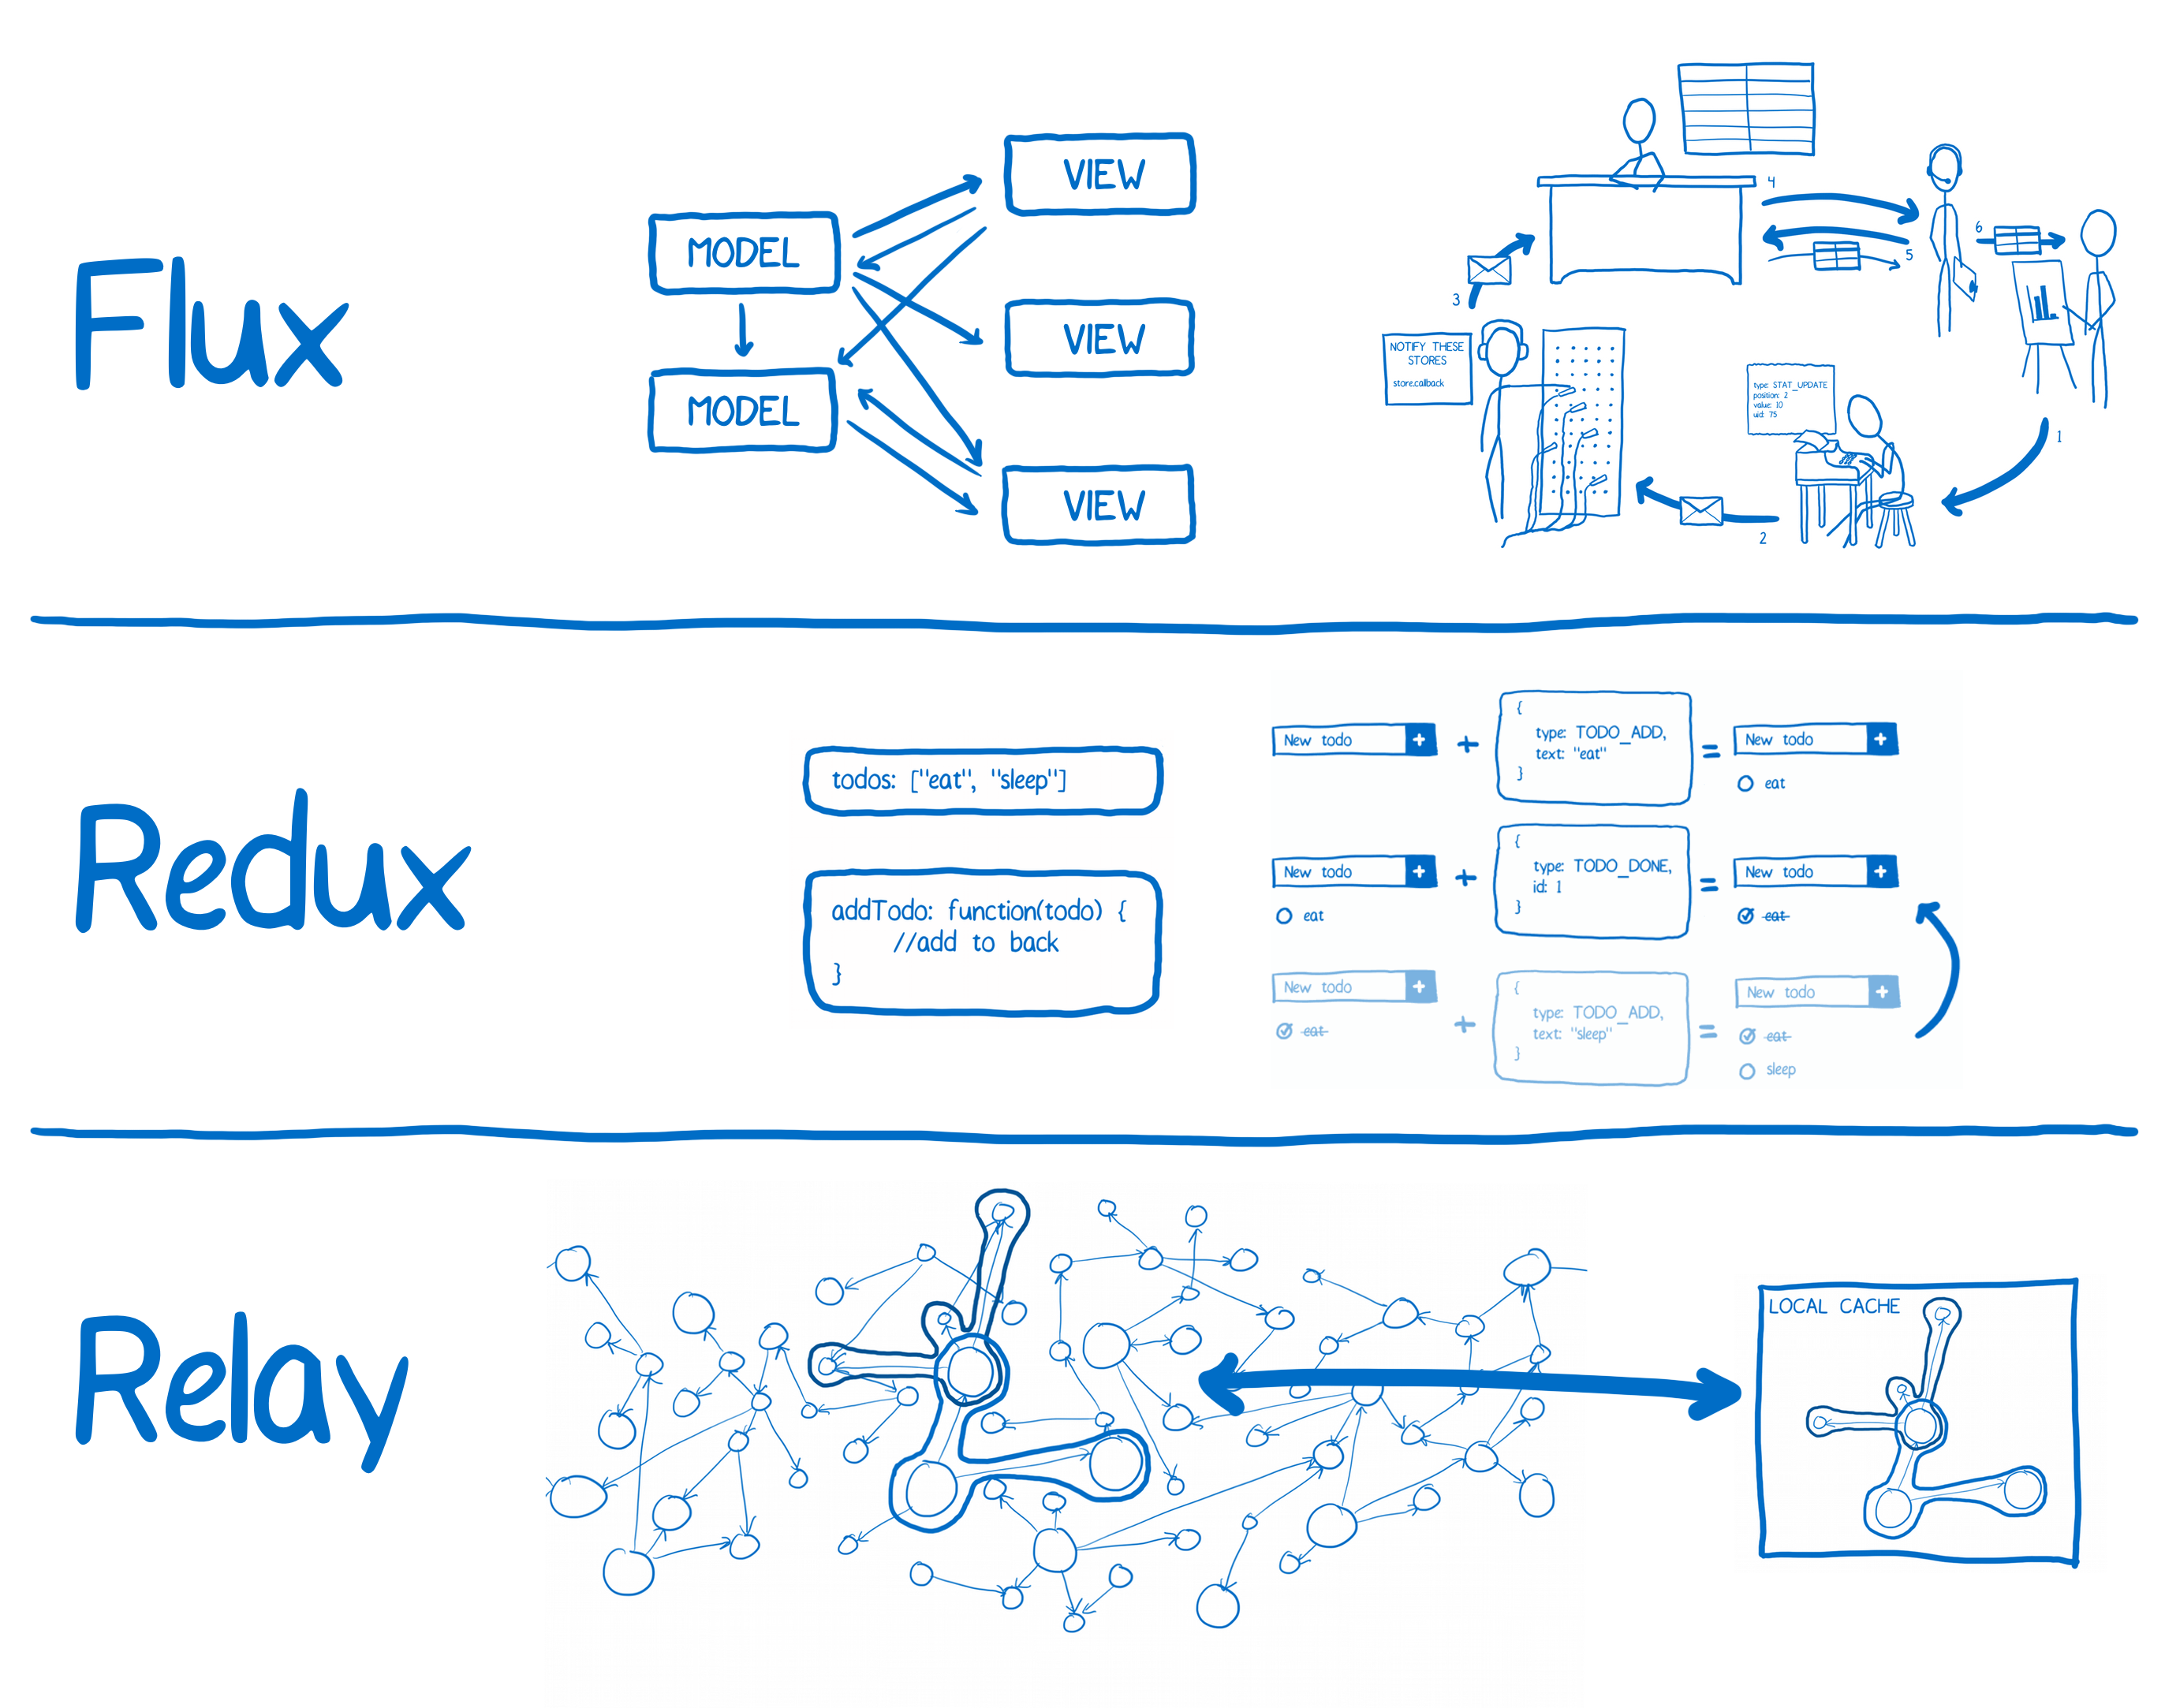 Flux
MODEL
MODEL
VIEW
VIEW
VIEW
4
5
6
3
NOTIFY THESE
STORES
store.callback
type: STAT_UPDATE
position: 2
value: 10
uid: 75
1
2
Redux
todos: ["eat", "sleep"]
addTodo: function(todo) {
//add to back
}
New todo +
+
{
type: TODO_ADD,
text: "eat"
}
=
New todo +
eat
New todo +
eat
+
{
type: TODO_DONE,
id: 1
}
=
New todo +
eat
New todo +
eat
+
{
type: TODO_ADD,
text: "sleep"
}
=
New todo +
eat
sleep
Relay
LOCAL CACHE